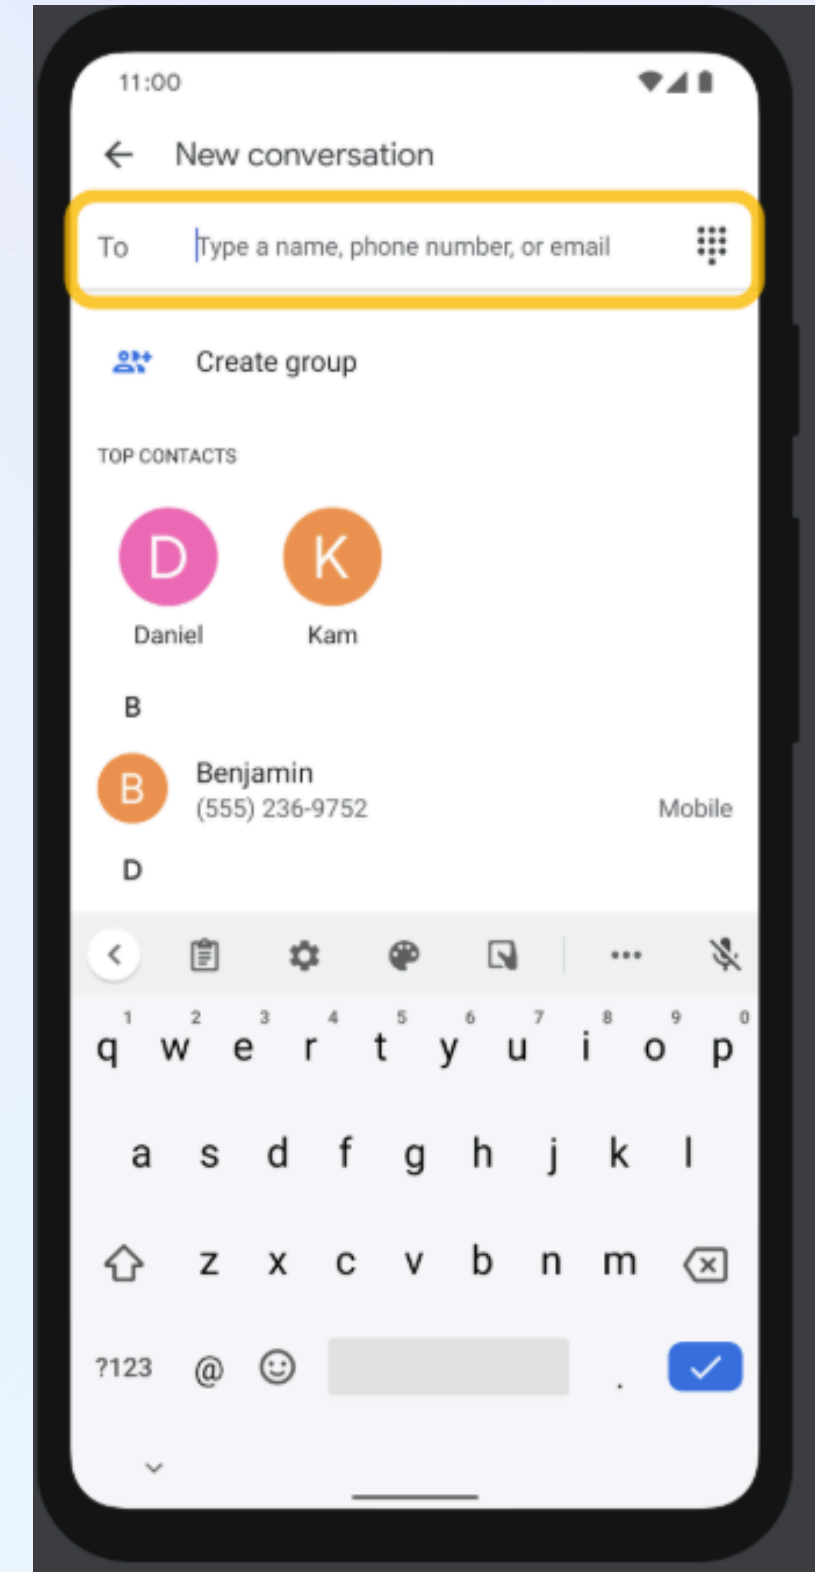 11:00
New conversation
To Type a name, phone number, or email
Create group
TOP CONTACTS
D K
Daniel Kam
B
B Benjamin
(555) 236-9752 Mobile
D
1 2 3 4 5 6 7 8 9 0
q w e r t y u i o p
a s d f g h j k l
z x c v b n m
?123 @ .